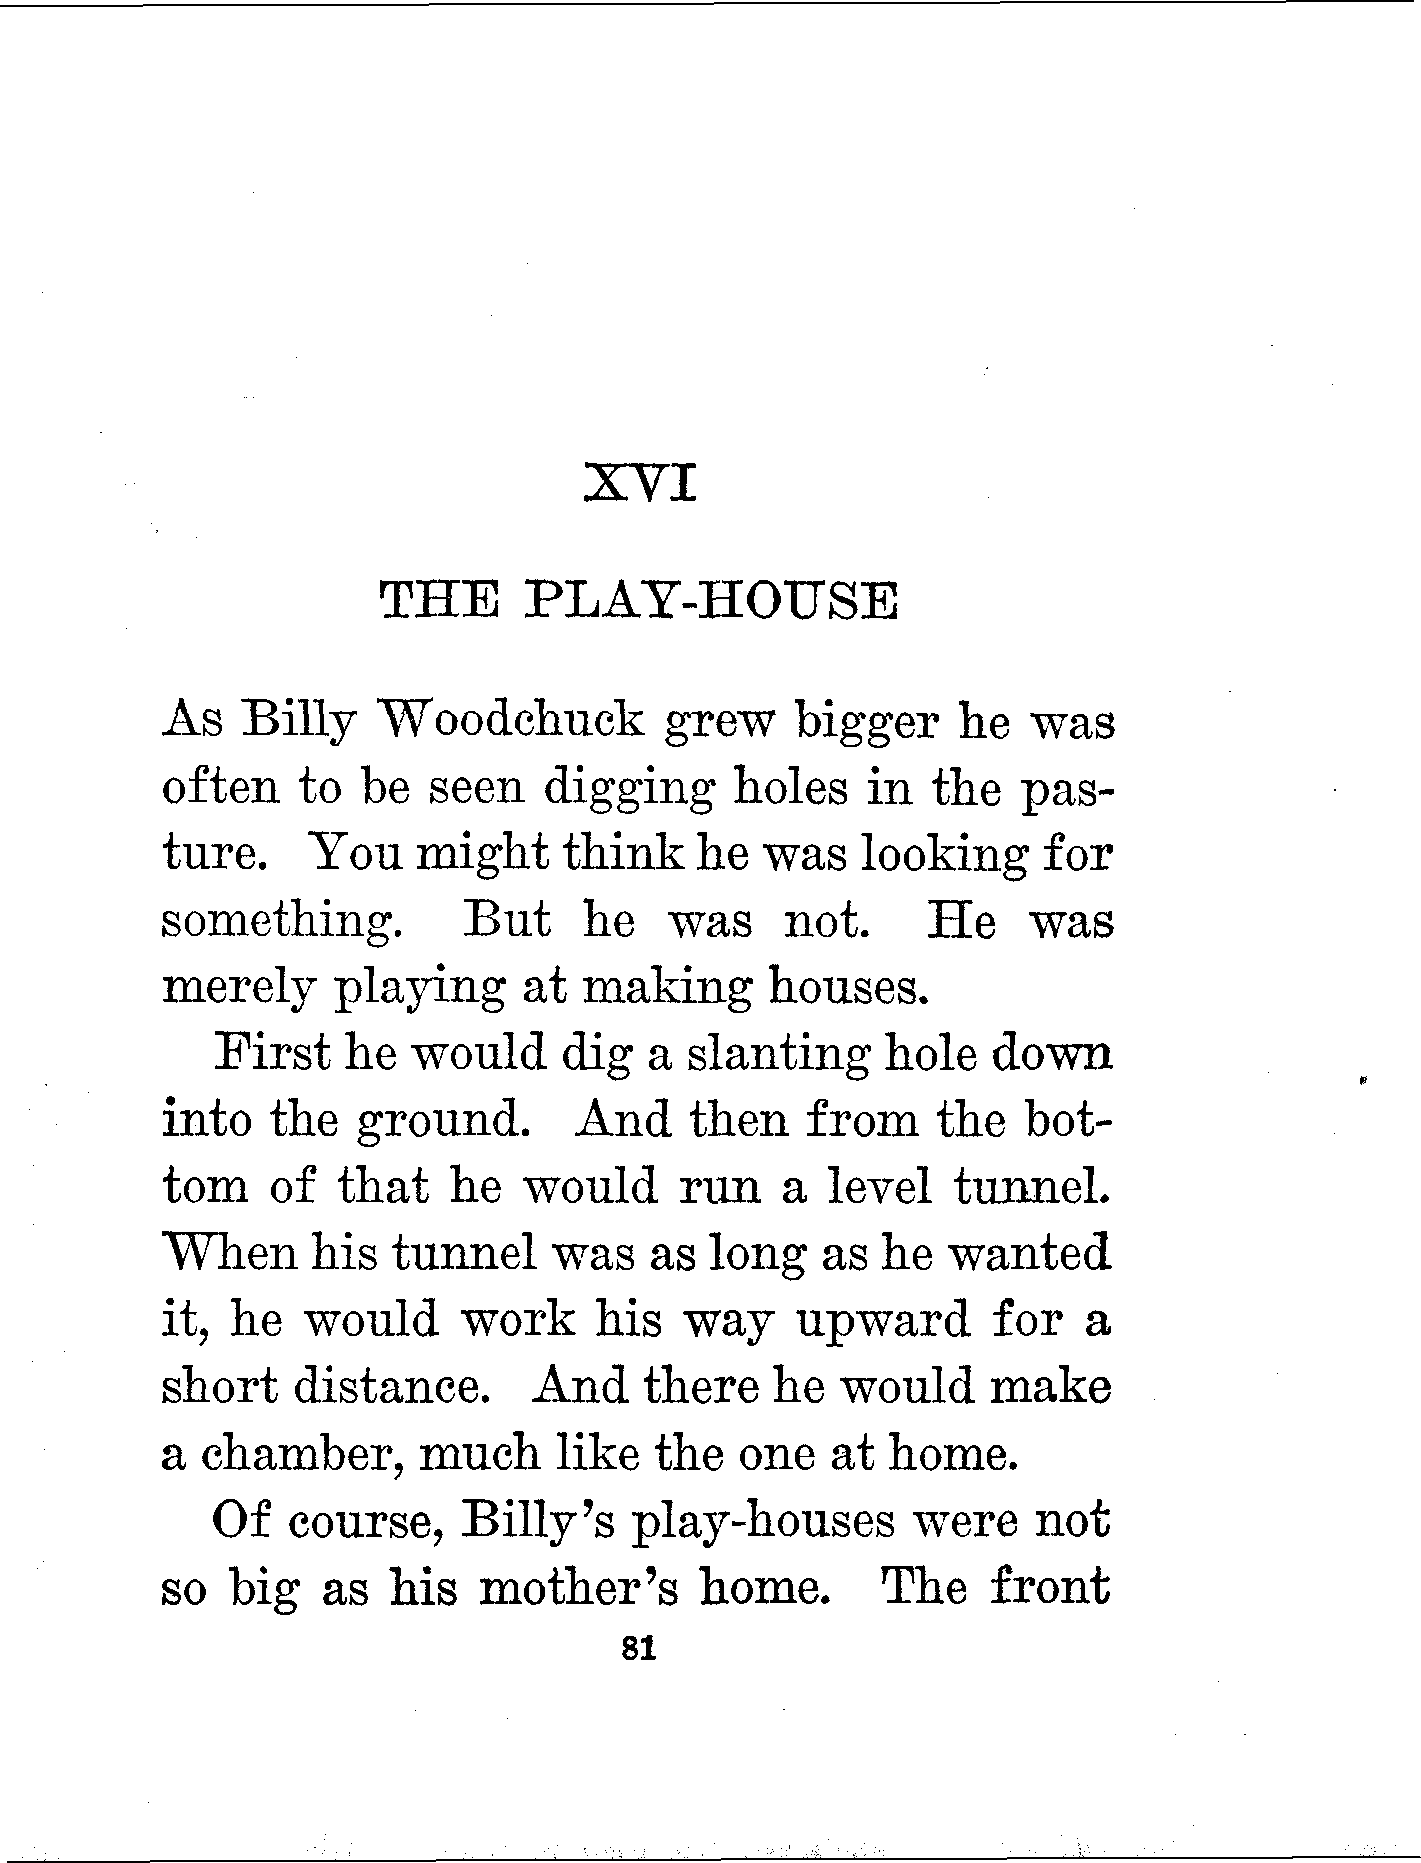 XVI
THE PLAY-HOUSE
As Billy Woodchuck grew bigger he was
often to be seen digging holes in the pas-
ture. You might think he was looking for
something. But he was not. He was
merely playing at making houses.
First he would dig a slanting hole down
into the ground. And then from the bot-
tom of that he would run a level tunnel.
When his tunnel was as long as he wanted
it, he would work his way upward for a
short distance. And there he would make
a chamber, much like the one at home.
Of course, Billy's play-houses were not
so big as his mother's home. The front
81